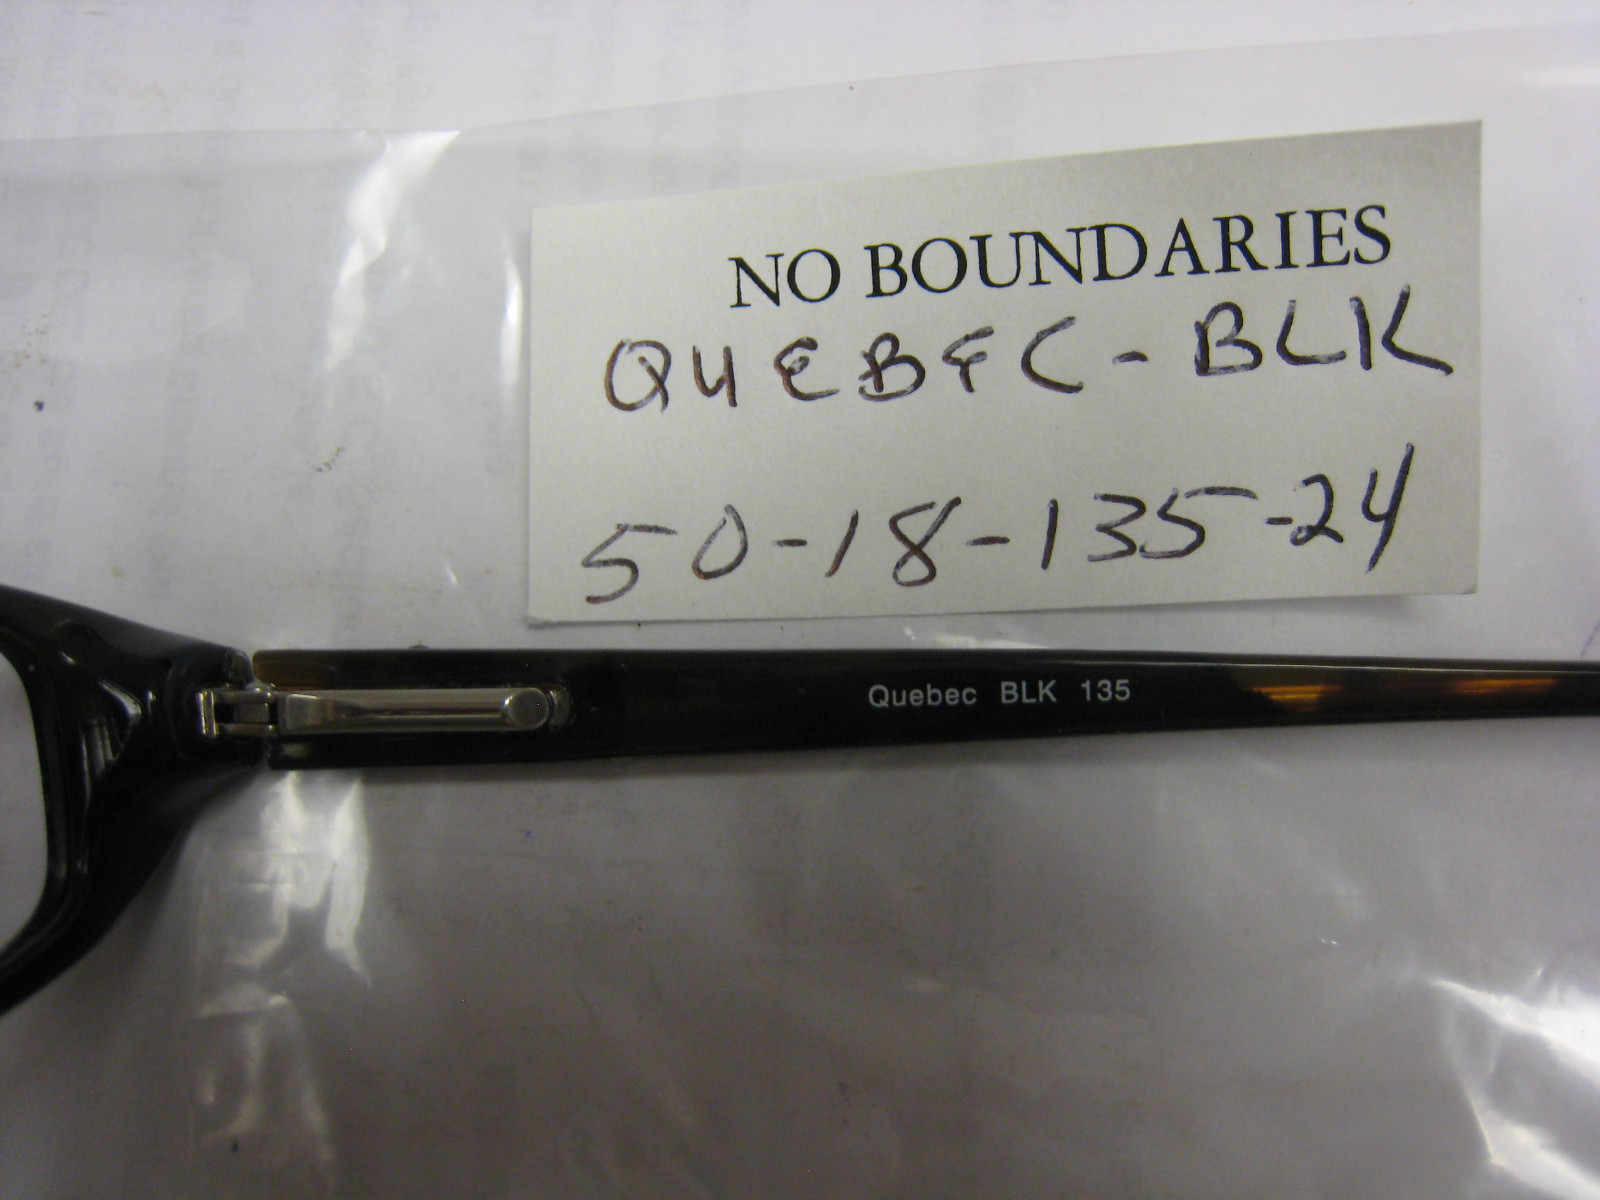 NO BOUNDARIES
QUEBEC-BLK
50-18-135-24
Quebec BLK 135